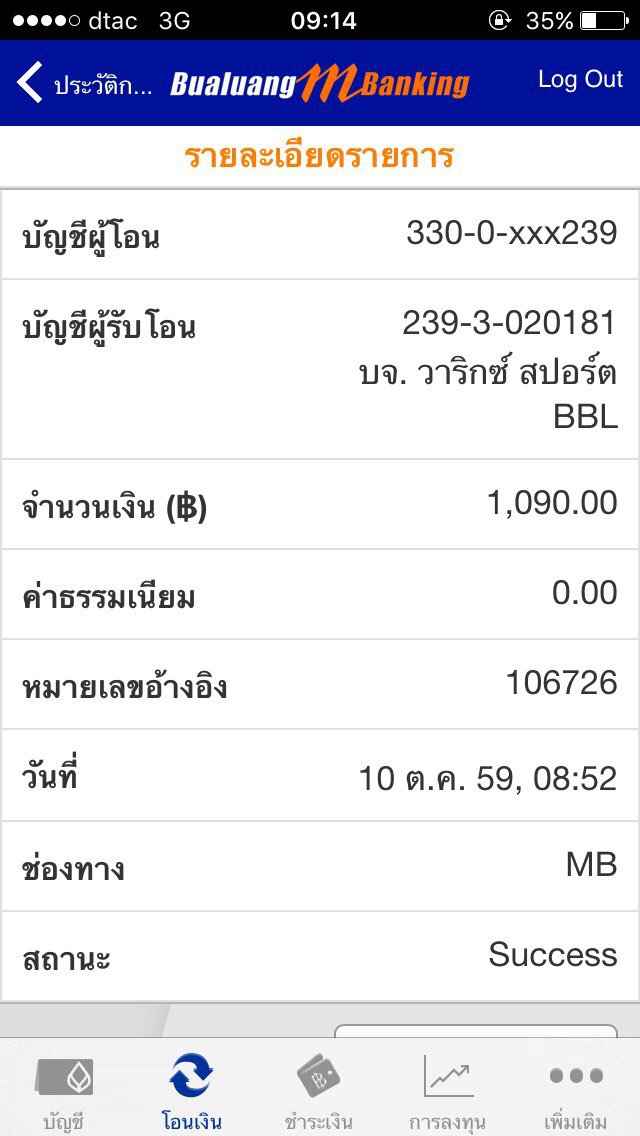 dtac 3G 09:14 35%
ประวัติก... Bualuang mBanking Log Out
รายละเอียดรายการ
บัญชีผู้โอน 330-0-xxx239
บัญชีผู้รับโอน 239-3-020181
บจ. วาริกซ์ สปอร์ต
BBL
จำนวนเงิน (฿) 1,090.00
ค่าธรรมเนียม 0.00
หมายเลขอ้างอิง 106726
วันที่ 10 ต.ค. 59, 08:52
ช่องทาง MB
สถานะ Success
บัญชี โอนเงิน ชำระเงิน การลงทุน เพิ่มเติม